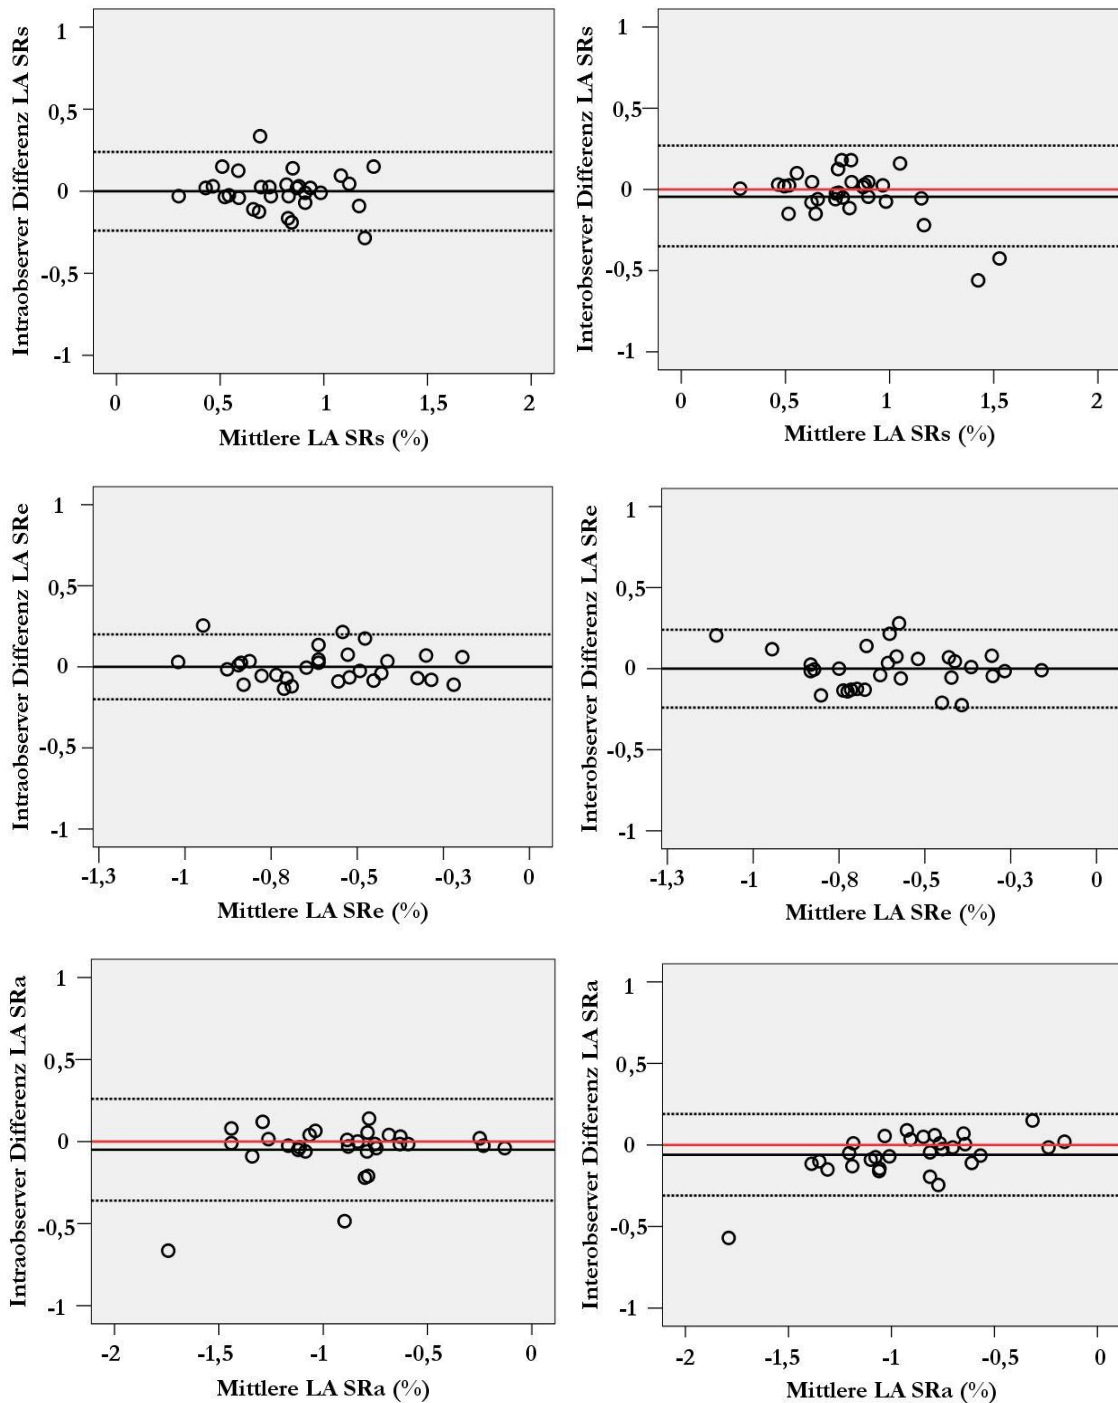 Intraobserver Differenz LA SRs
1
0,5
0
-0,5
-1
0 0,5 1 1,5 2
Mittlere LA SRs (%)
Interobserver Differenz LA SRs
1
0,5
0
-0,5
-1
0 0,5 1 1,5 2
Mittlere LA SRs (%)
Intraobserver Differenz LA SRe
1
0,5
0
-0,5
-1
-1,3 -1 -0,8 -0,5 -0,3 0
Mittlere LA SRe (%)
Interobserver Differenz LA SRe
1
0,5
0
-0,5
-1
-1,3 -1 -0,8 -0,5 -0,3 0
Mittlere LA SRe (%)
Intraobserver Differenz LA SRa
1
0,5
0
-0,5
-1
-2 -1,5 -1 -0,5 0
Mittlere LA SRa (%)
Interobserver Differenz LA SRa
1
0,5
0
-0,5
-1
-2 -1,5 -1 -0,5 0
Mittlere LA SRa (%)